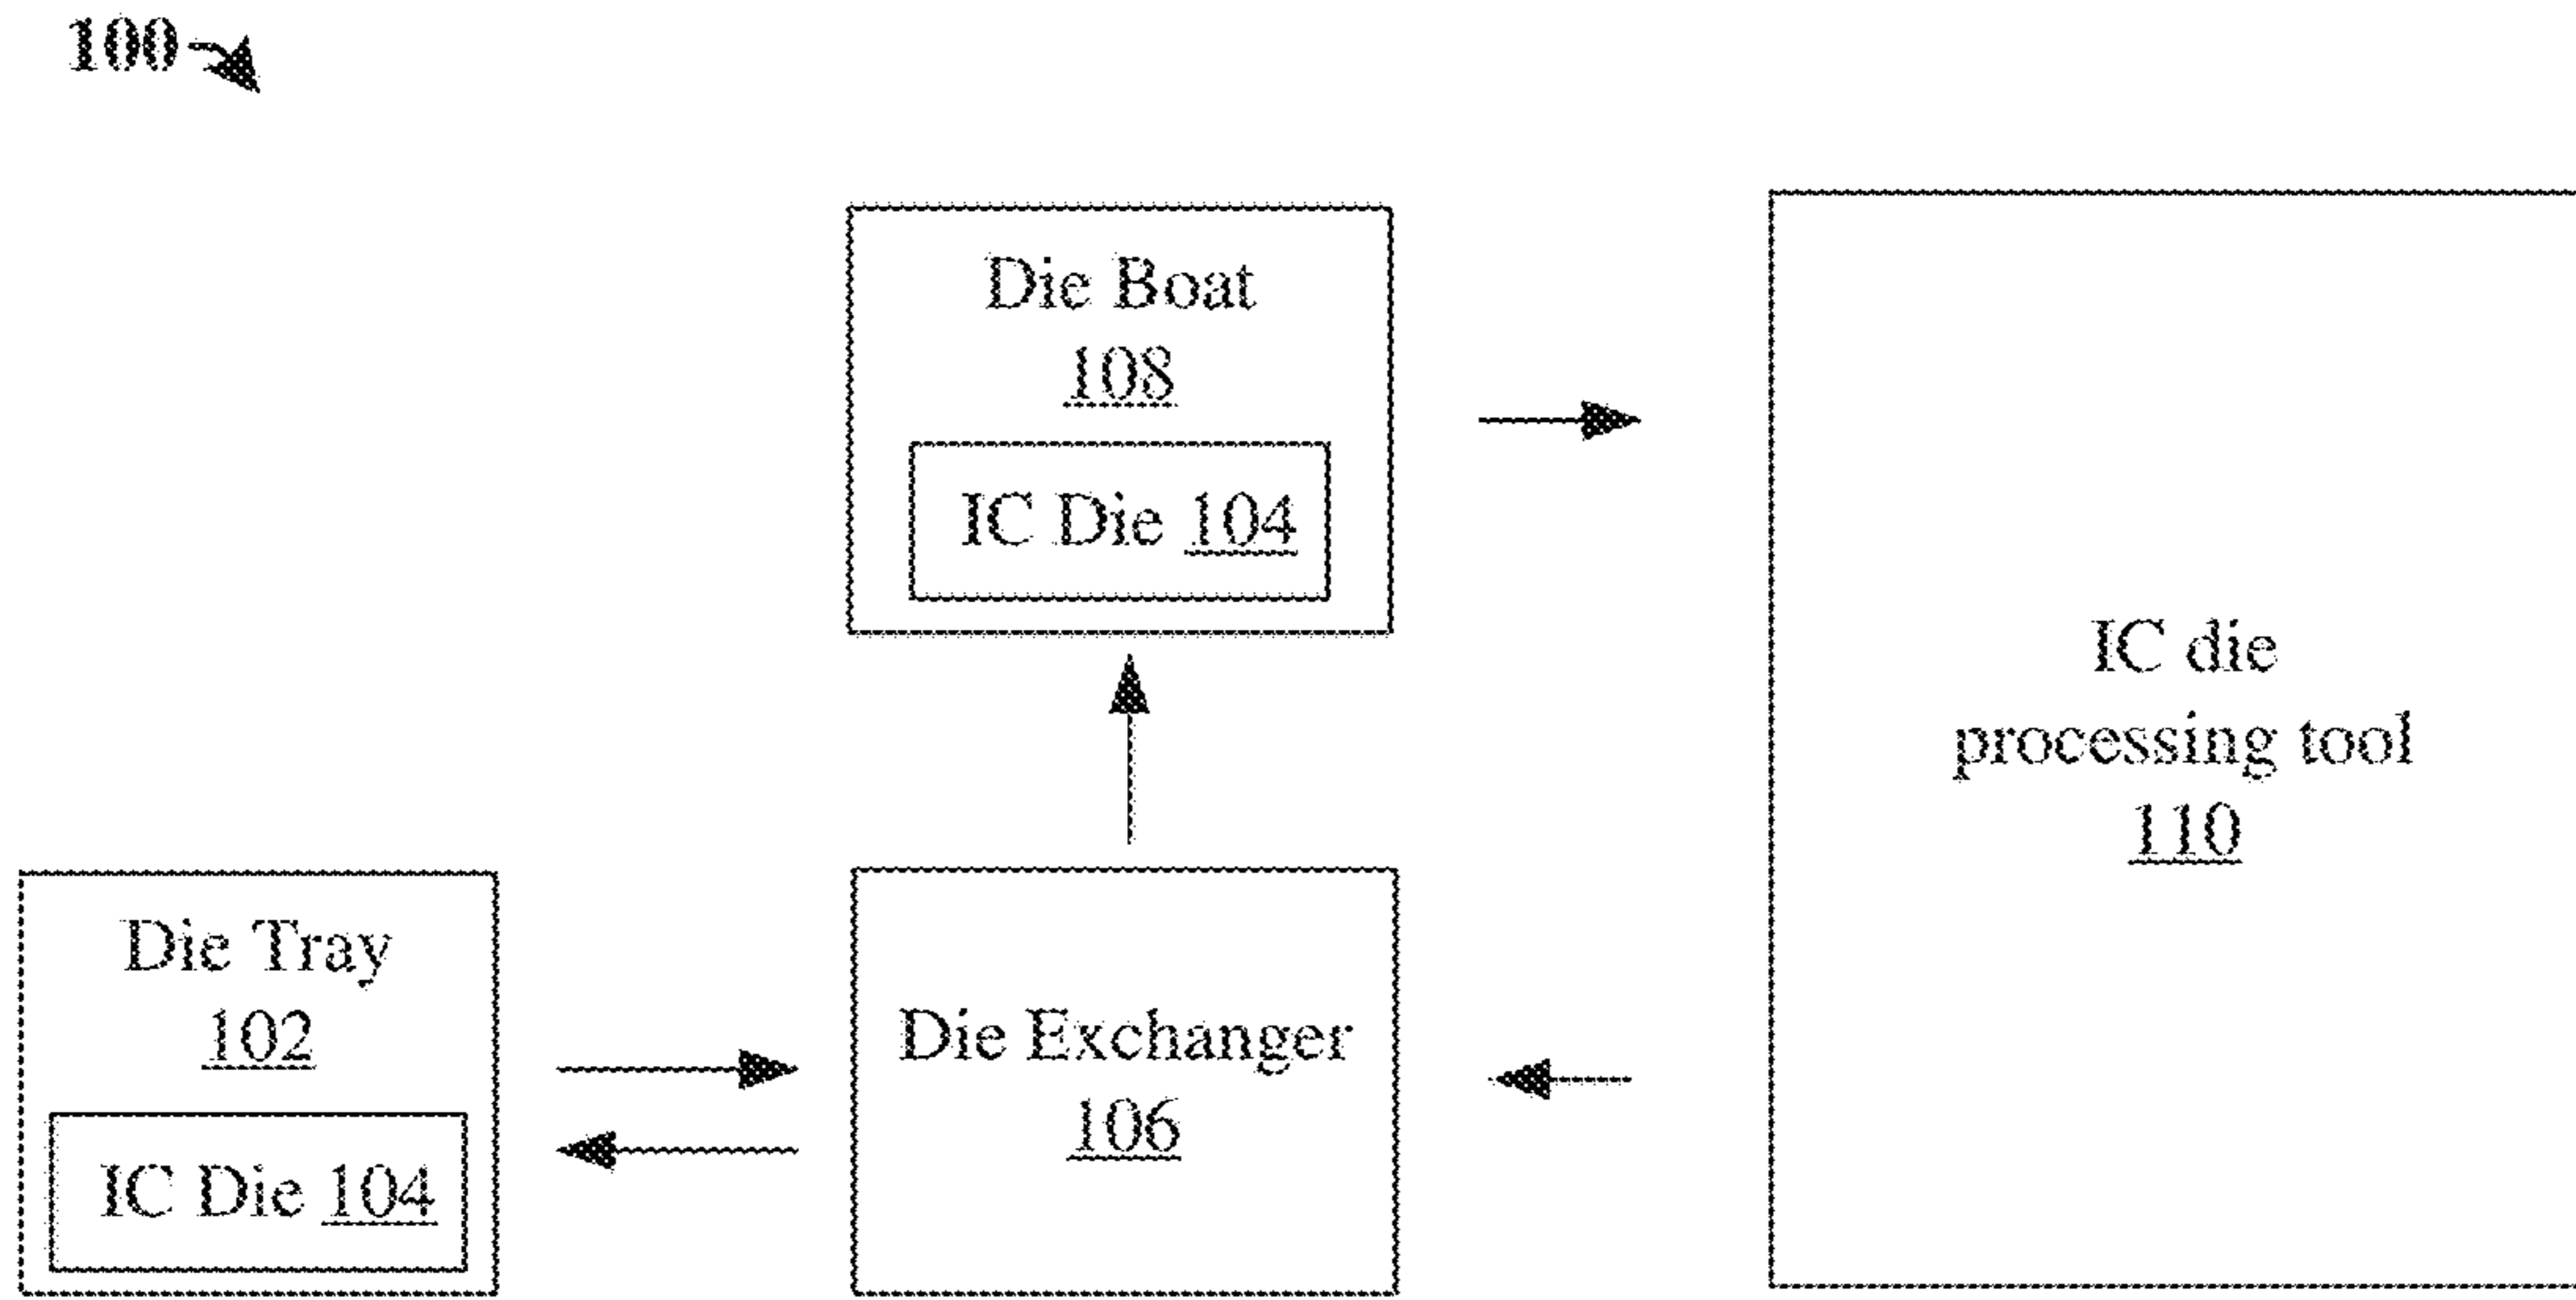 100
Die Boat
108
IC Die 104
IC die
processing tool
110
Die Tray
102
IC Die 104
Die Exchanger
106